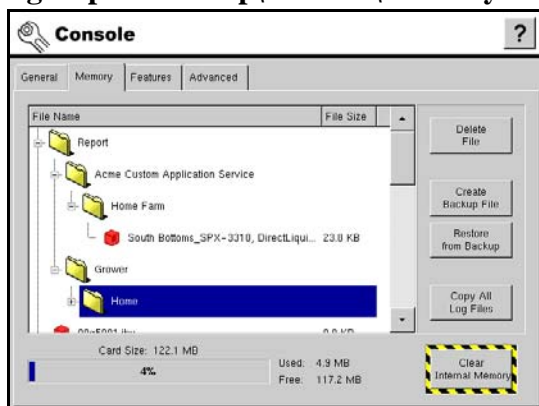 Console
?
General Memory Features Advanced
File Name File Size
Report
Acme Custom Application Service
Home Farm
South Bottoms_SPX-3310, DirectLiqui... 23.0 KB
Grower
Home
Delete
File
Create
Backup File
Restore
from Backup
Copy All
Log Files
Card Size: 122.1 MB
4%
Used: 4.9 MB
Free: 117.2 MB
Clear
Internal Memory